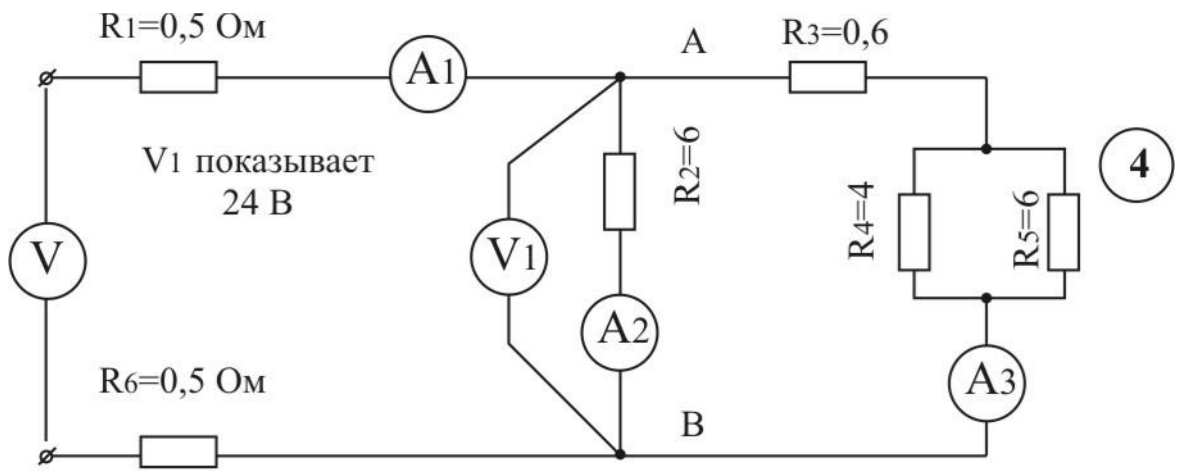 R1=0,5 Ом
A1
A
R3=0,6
V1 показывает
24 В
R2=6
4
R4=4
R5=6
V
V1
A2
A3
R6=0,5 Ом
B